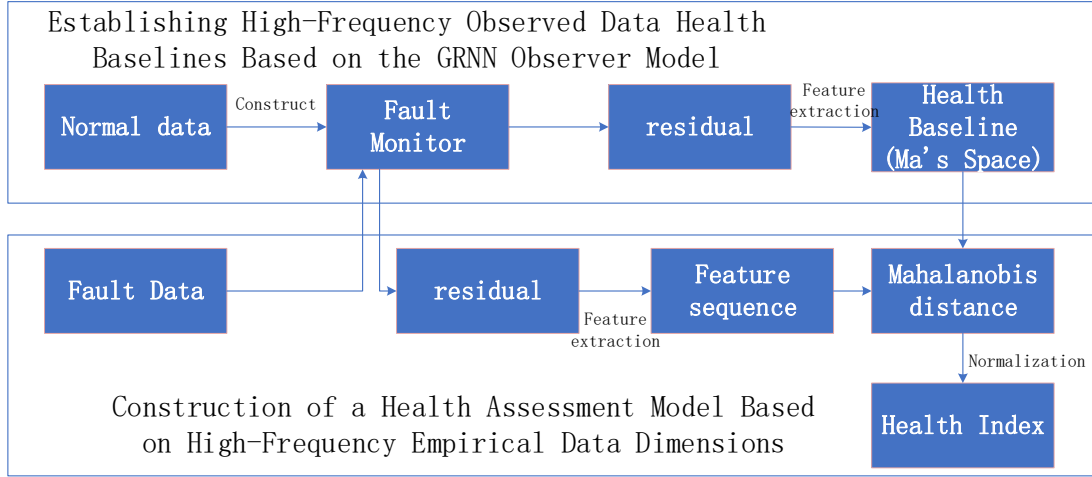 Establishing High-Frequency Observed Data Health
Baselines Based on the GRNN Observer Model
Normal data
Construct
Fault
Monitor
residual
Feature
extraction
Health
Baseline
(Ma's Space)
Fault Data
residual
Feature
extraction
Feature
sequence
Mahalanobis
distance
Normalization
Health Index
Construction of a Health Assessment Model Based
on High-Frequency Empirical Data Dimensions